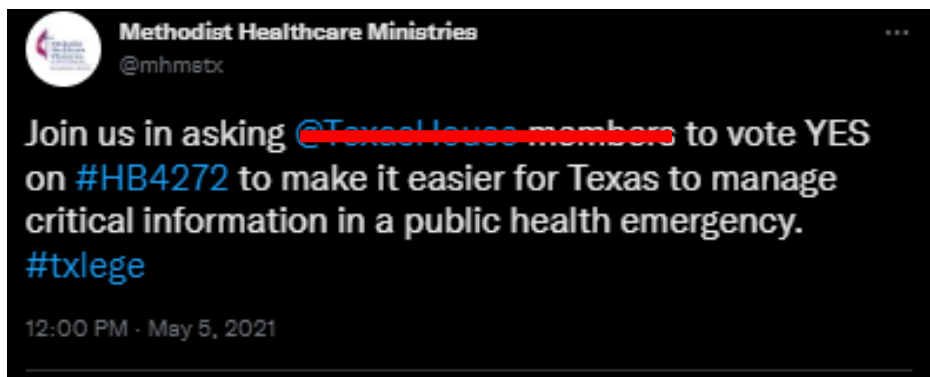 Methodist Healthcare Ministries
@mhmstx
Join us in asking @TexasHouse members to vote YES
on #HB4272 to make it easier for Texas to manage
critical information in a public health emergency.
#txlege
12:00 PM · May 5, 2021